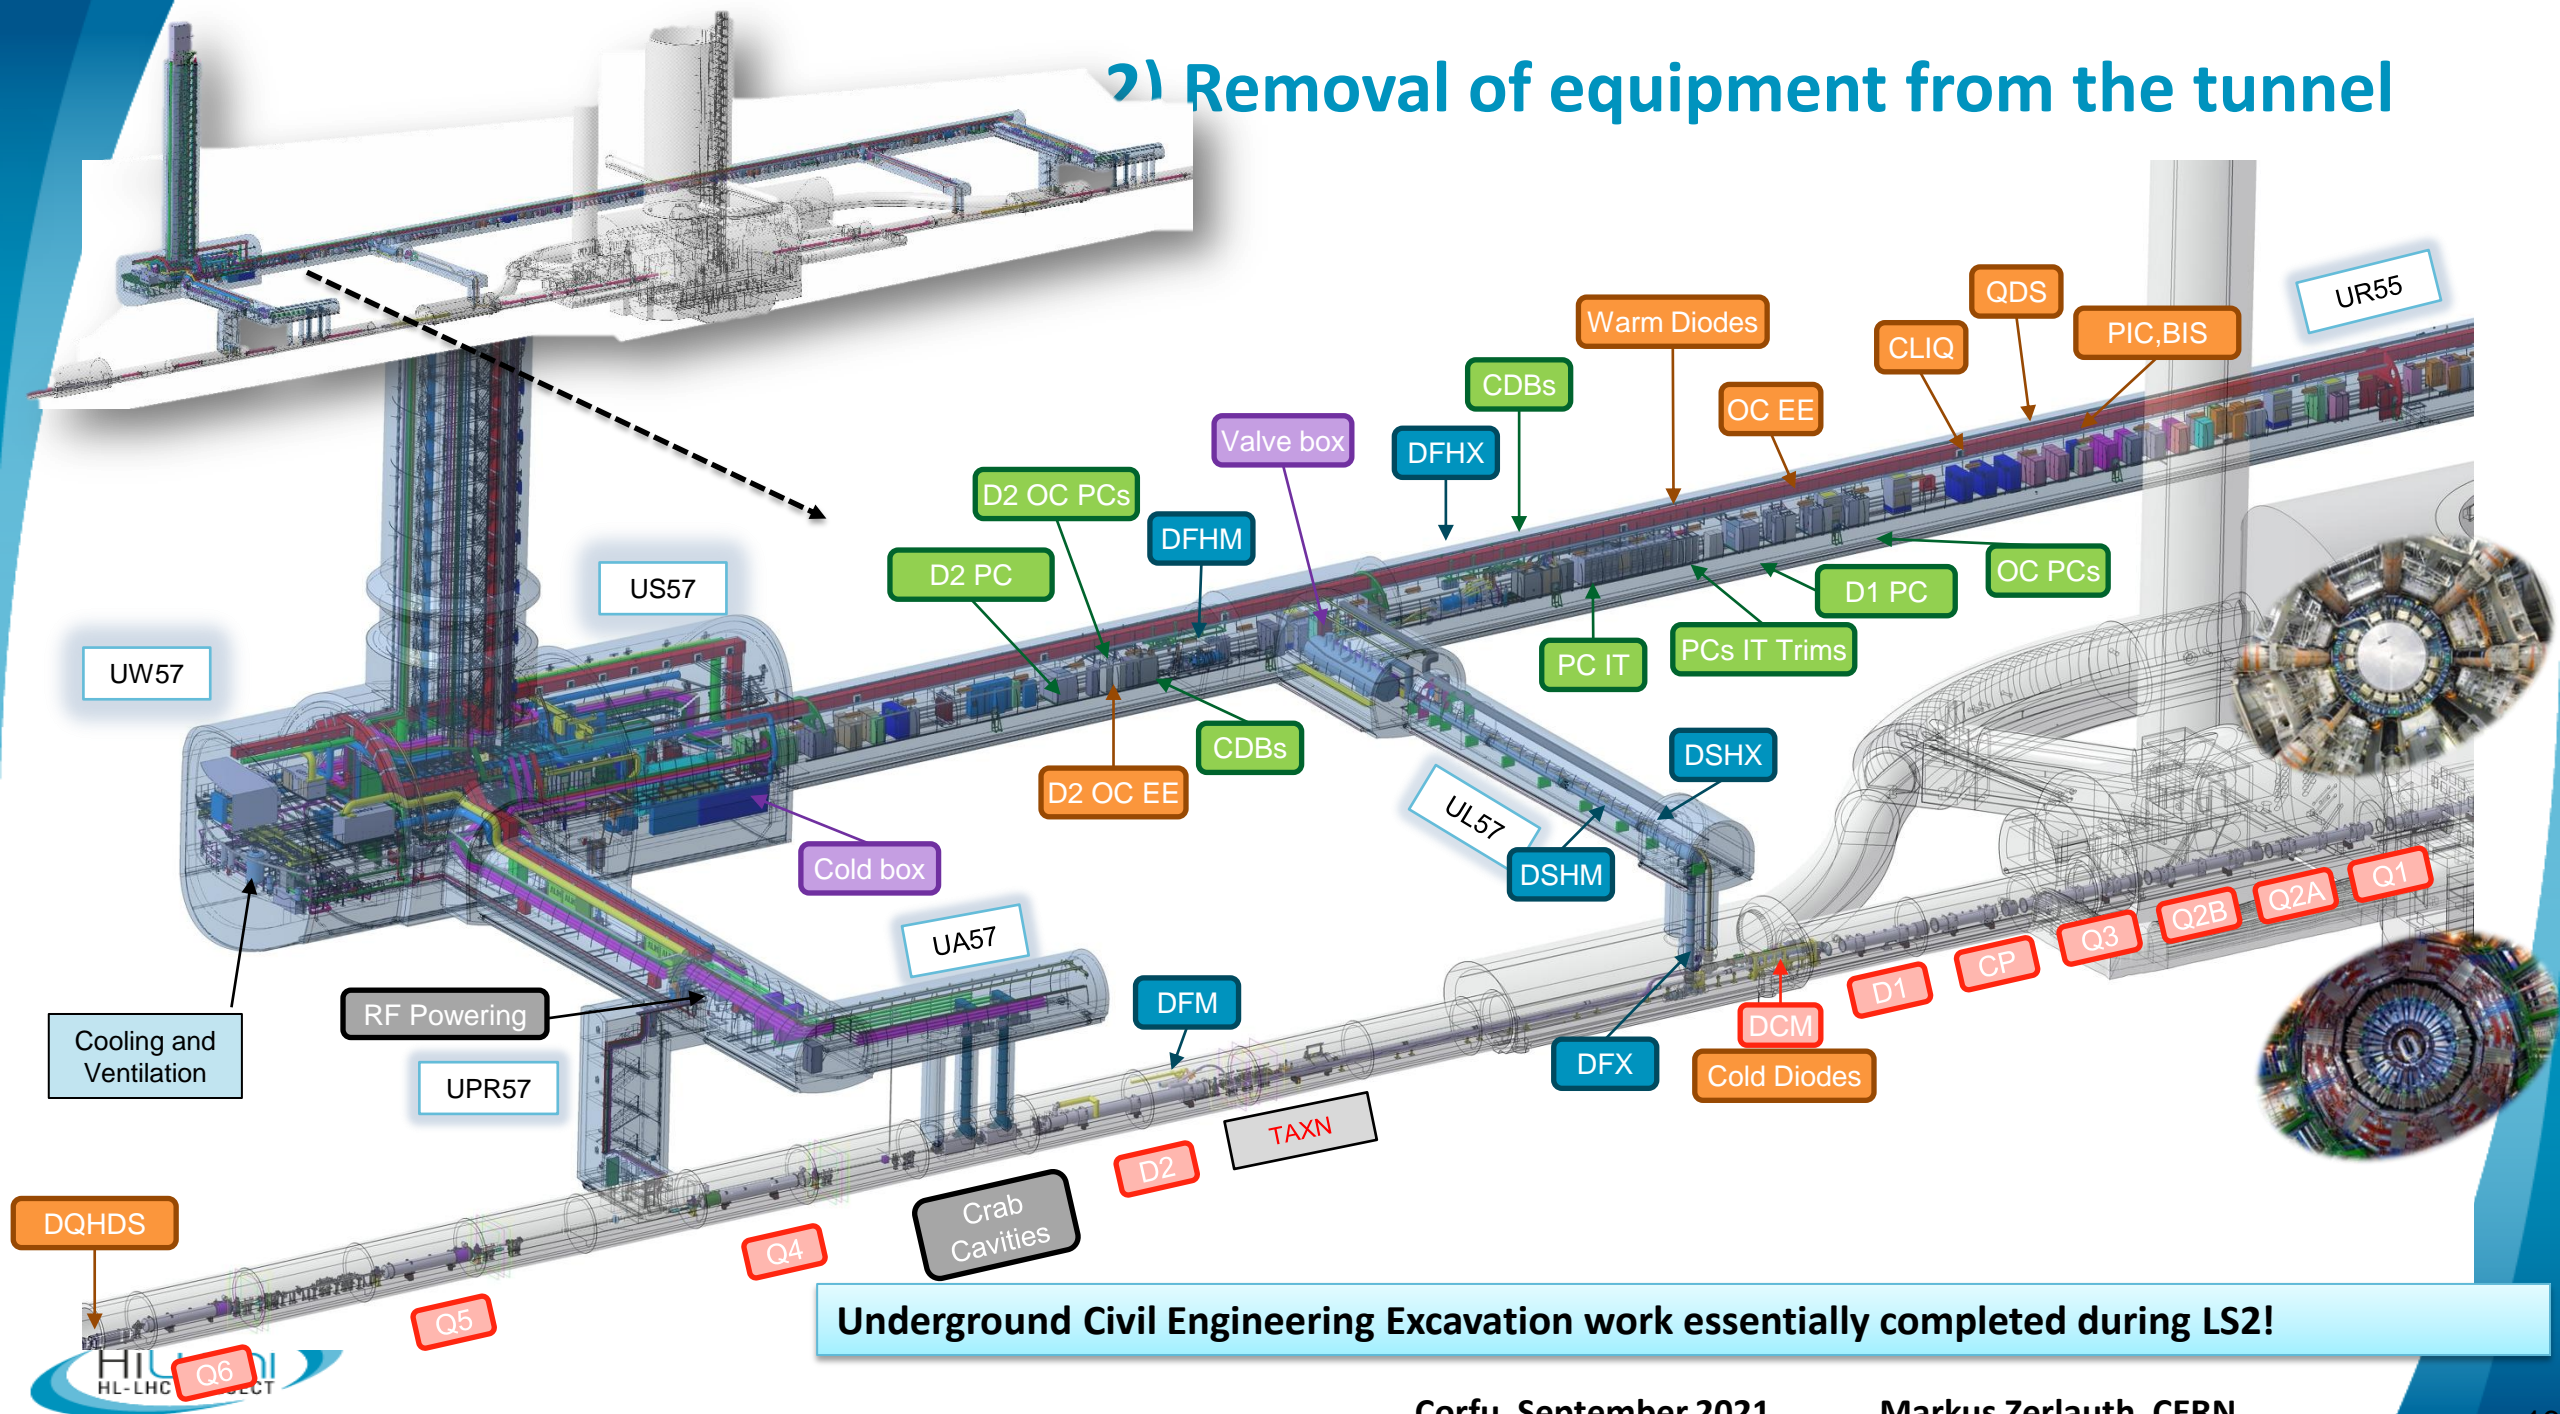 2) Removal of equipment from the tunnel
UR55
QDS
PIC,BIS
Warm Diodes
CLIQ
CDBs
OC EE
Valve box
DFHX
D2 OC PCs
DFHM
D2 PC
US57
OC PCs
D1 PC
PCs IT Trims
PC IT
UW57
CDBs
DSHX
D2 OC EE
UL57
DSHM
Cold box
UA57
Q1
Q2A
Q2B
Q3
CP
D1
DFM
DCM
RF Powering
Cooling and
Ventilation
UPR57
DFX
Cold Diodes
TAXN
D2
Crab
Cavities
DQHDS
Q4
Q5
Q6
Underground Civil Engineering Excavation work essentially completed during LS2!
HL-LHC
Corfu, September 2021
Markus Zerlauth, CERN